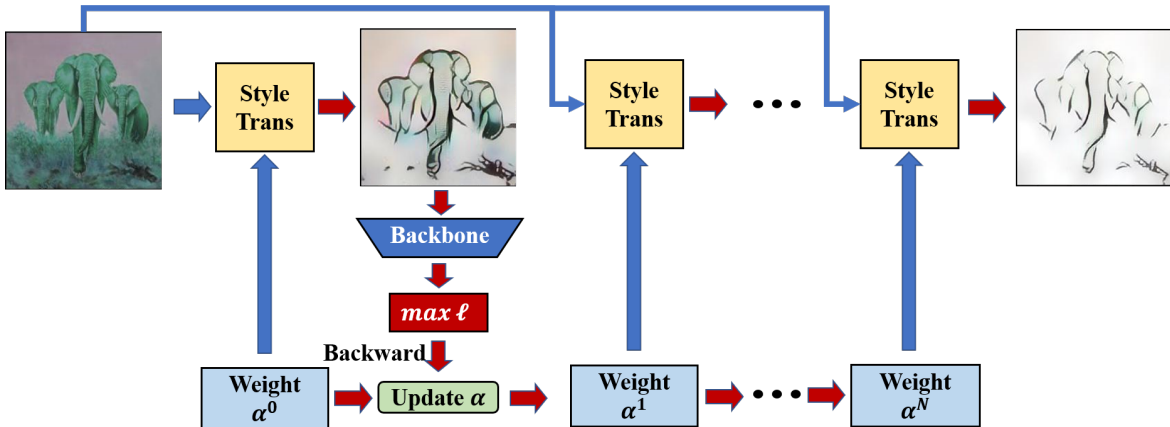 Style
Trans
Style
Trans
• • •
Style
Trans
Backbone
max ℓ
Backward
Weight
α⁰
Update α
Weight
α¹
• • •
Weight
αᴺ